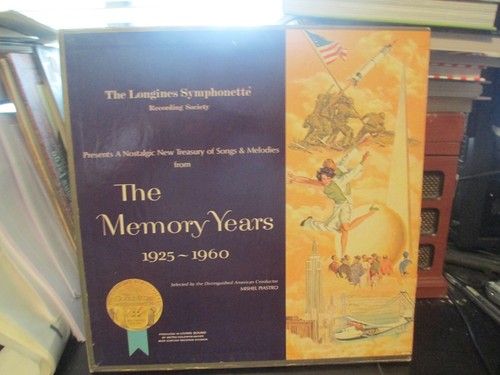 The Longines Symphonette®
Recording Society
Presents A Nostalgic New Treasury of Songs & Melodies
from
The
Memory Years
1925 ~ 1960
Selected by the Distinguished American Conductor
MISHEL PIASTRO